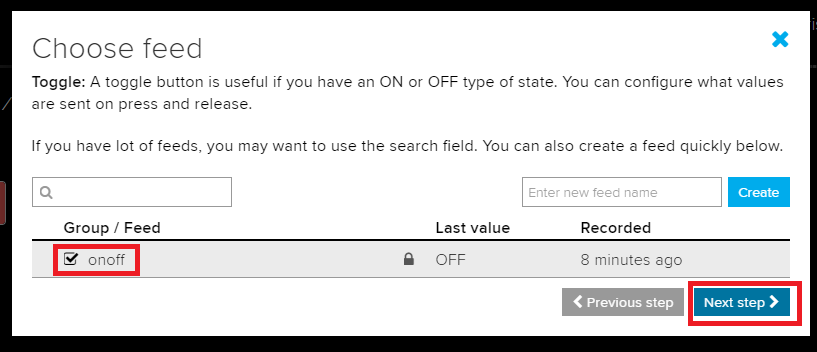 Choose feed
Toggle: A toggle button is useful if you have an ON or OFF type of state. You can configure what values
are sent on press and release.
If you have lot of feeds, you may want to use the search field. You can also create a feed quickly below.
Enter new feed name Create
Group / Feed Last value Recorded
onoff OFF 8 minutes ago
Previous step Next step